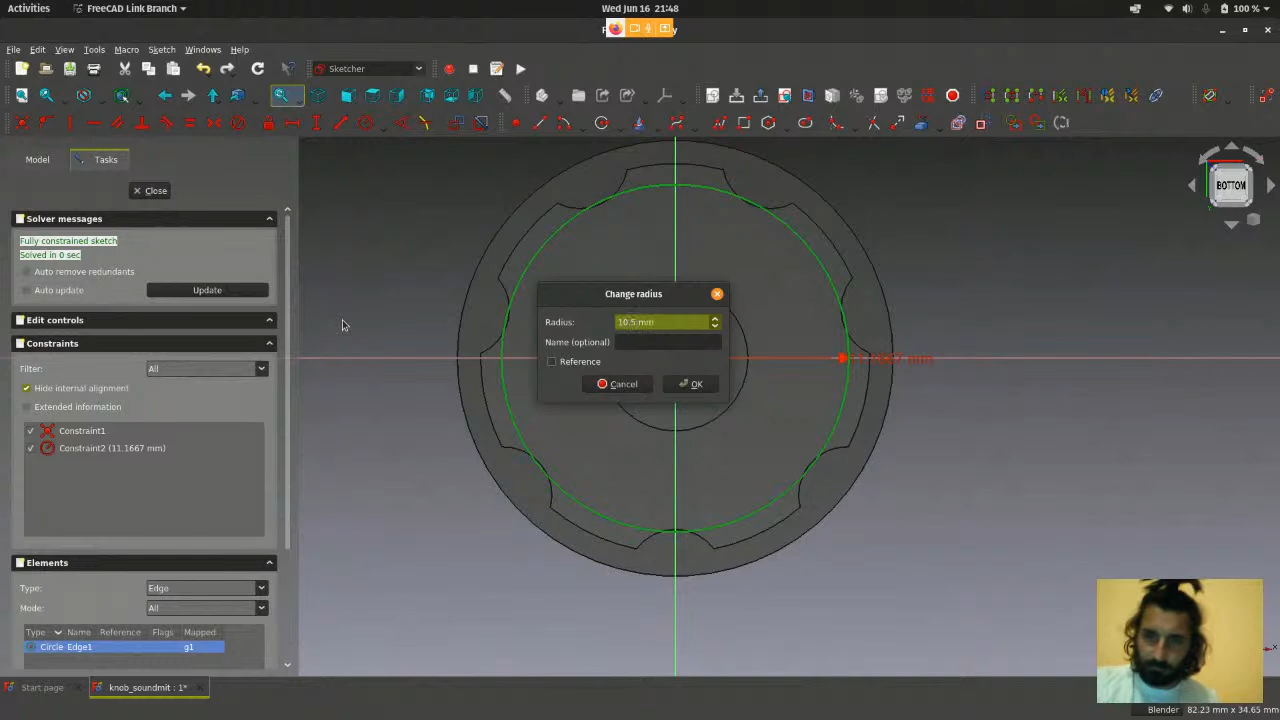 Activities FreeCAD Link Branch Wed Jun 16 21:48 100 %
File Edit View Tools Macro Sketch Windows Help
Sketcher
Model Tasks
Close
Solver messages
Fully constrained sketch
Solved in 0 sec
Auto remove redundants
Auto update Update
Edit controls
Constraints
Filter: All
Hide internal alignment
Extended information
Constraint1
Constraint2 (11.1667 mm)
Elements
Type: Edge
Mode: All
Type Name Reference Flags Mapped
Circle Edge1 g1
Change radius
Radius: 10.5 mm
Name (optional)
Reference
Cancel OK
BOTTOM
Start page knob_soundmit : 1*
Blender 82.23 mm x 34.65 mm